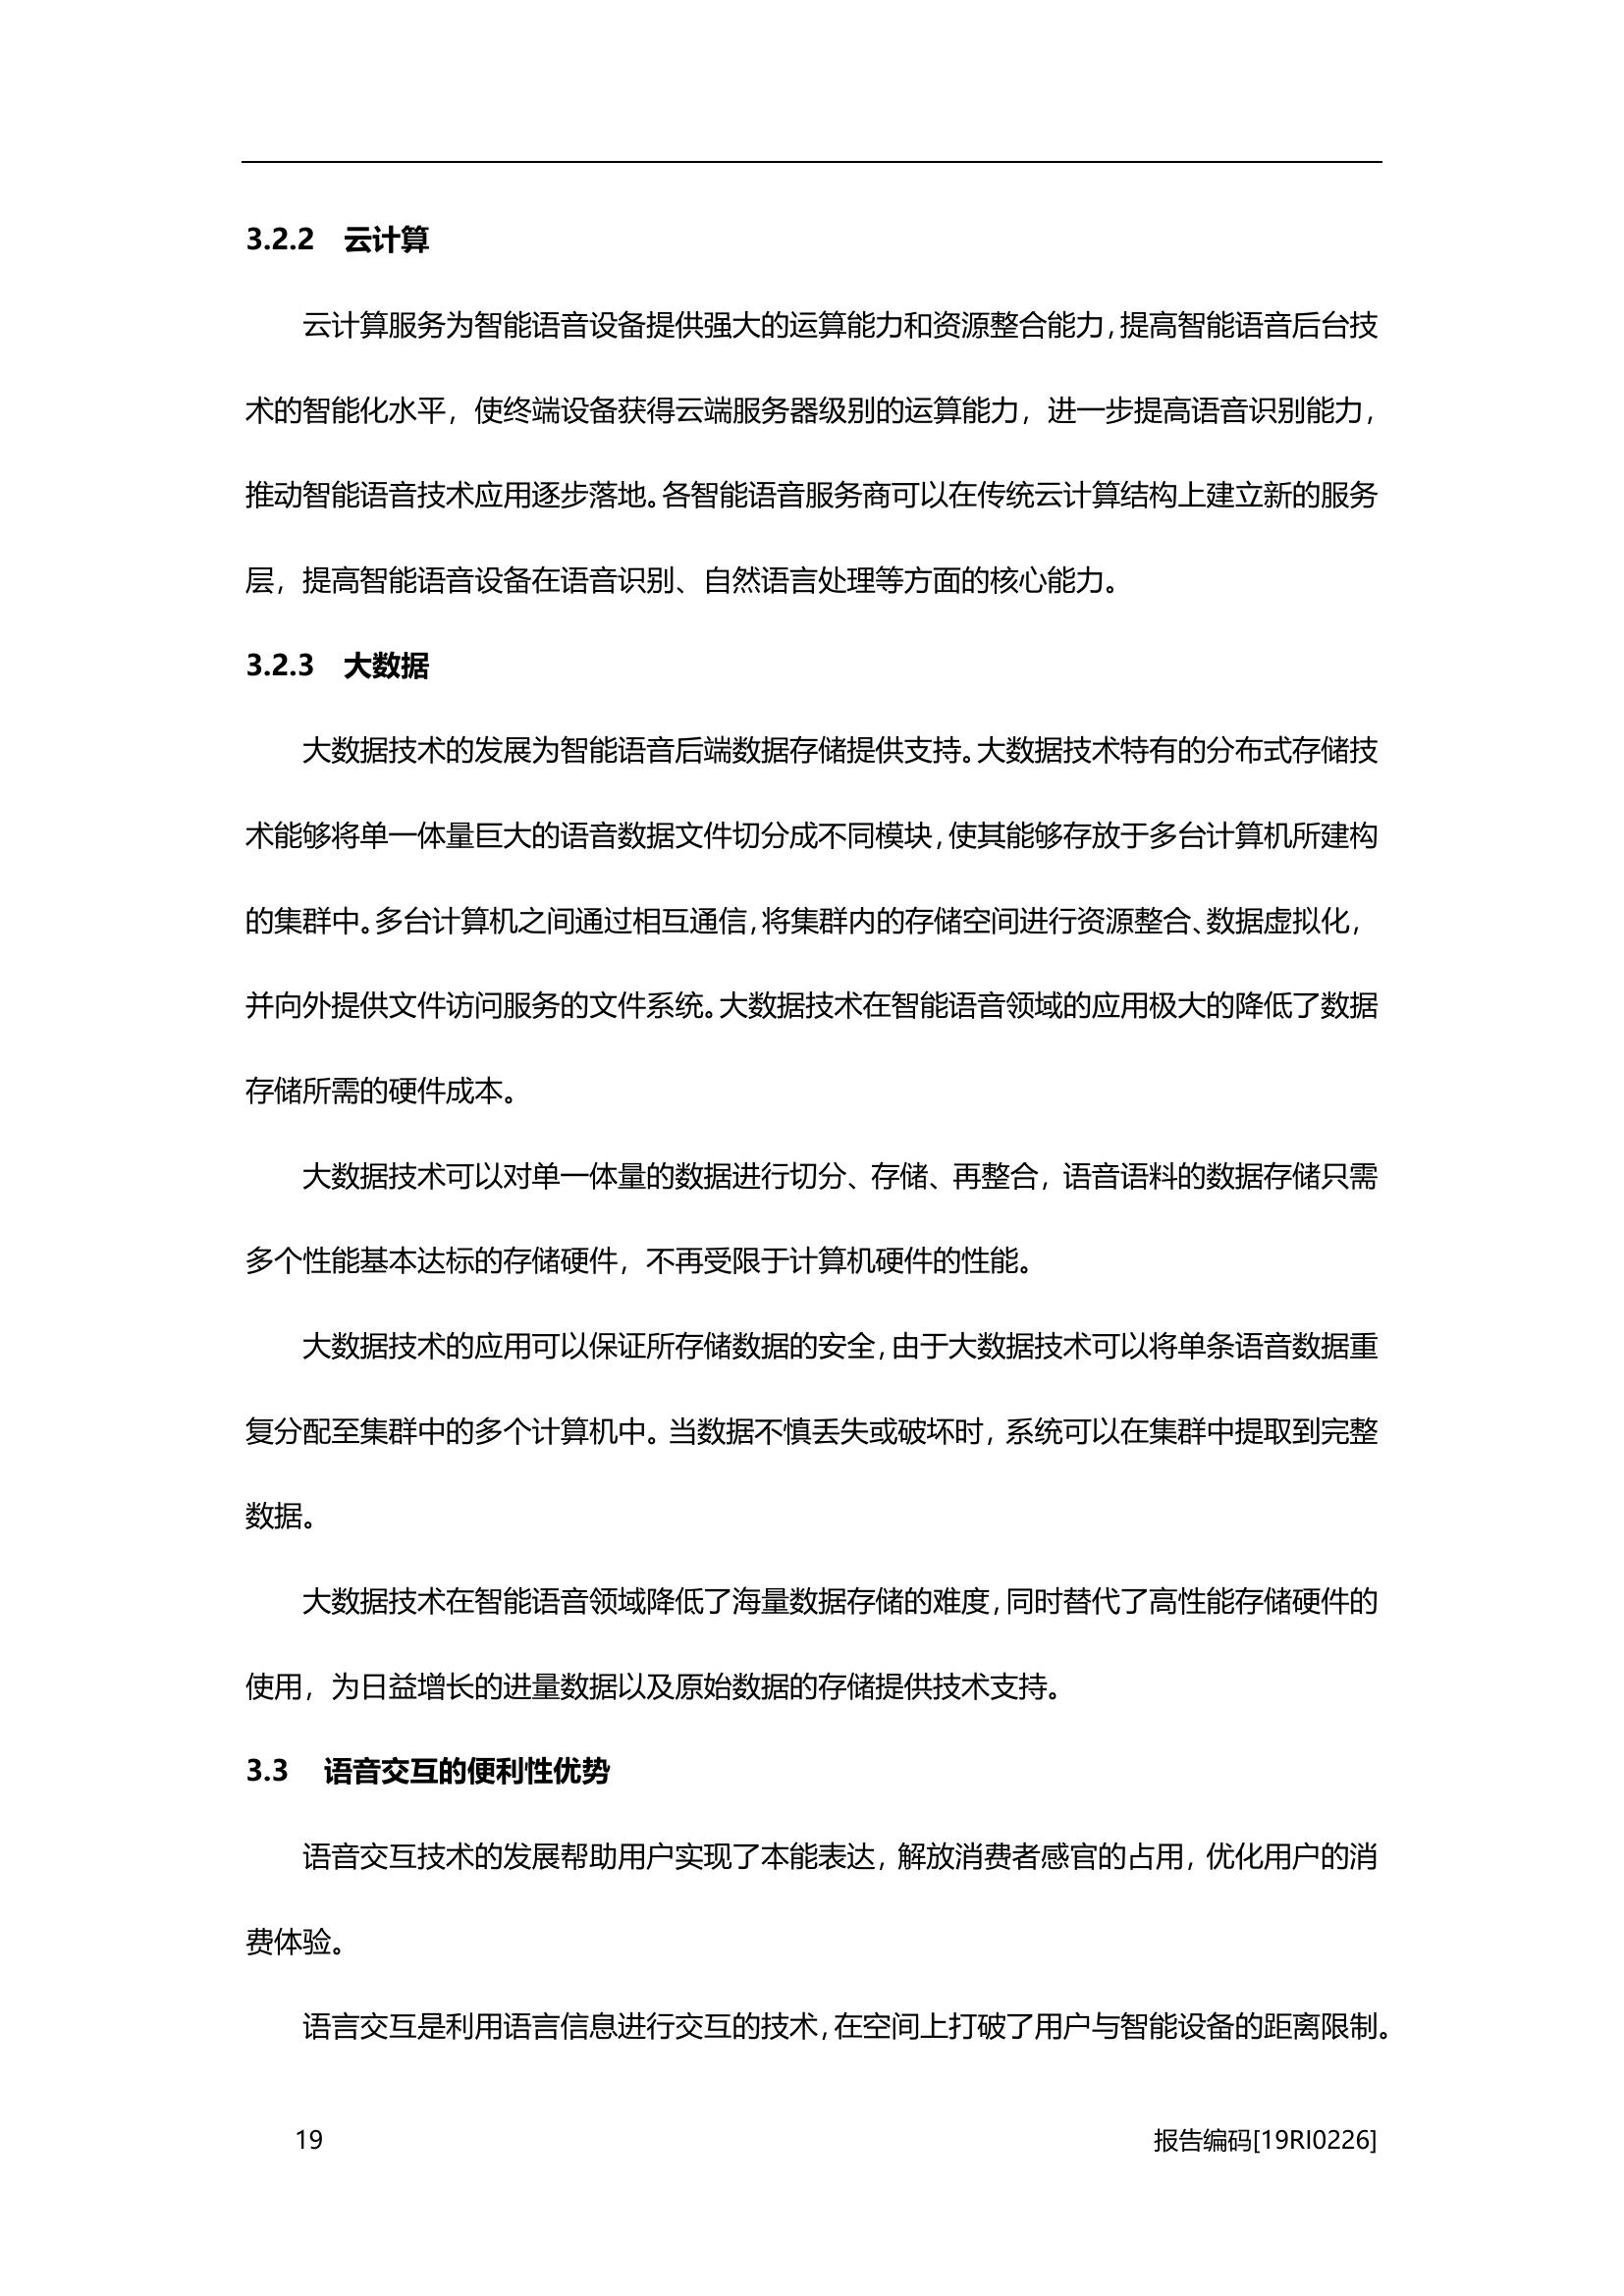 3.2.2 云计算
云计算服务为智能语音设备提供强大的运算能力和资源整合能力，提高智能语音后台技
术的智能化水平，使终端设备获得云端服务器级别的运算能力，进一步提高语音识别能力，
推动智能语音技术应用逐步落地。各智能语音服务商可以在传统云计算结构上建立新的服务
层，提高智能语音设备在语音识别、自然语言处理等方面的核心能力。
3.2.3 大数据
大数据技术的发展为智能语音后端数据存储提供支持。大数据技术特有的分布式存储技
术能够将单一体量巨大的语音数据文件切分成不同模块，使其能够存放于多台计算机所建构
的集群中。多台计算机之间通过相互通信，将集群内的存储空间进行资源整合、数据虚拟化，
并向外提供文件访问服务的文件系统。大数据技术在智能语音领域的应用极大的降低了数据
存储所需的硬件成本。
大数据技术可以对单一体量的数据进行切分、存储、再整合，语音语料的数据存储只需
多个性能基本达标的存储硬件，不再受限于计算机硬件的性能。
大数据技术的应用可以保证所存储数据的安全，由于大数据技术可以将单条语音数据重
复分配至集群中的多个计算机中。当数据不慎丢失或破坏时，系统可以在集群中提取到完整
数据。
大数据技术在智能语音领域降低了海量数据存储的难度，同时替代了高性能存储硬件的
使用，为日益增长的进量数据以及原始数据的存储提供技术支持。
3.3 语音交互的便利性优势
语音交互技术的发展帮助用户实现了本能表达，解放消费者感官的占用，优化用户的消
费体验。
语言交互是利用语言信息进行交互的技术，在空间上打破了用户与智能设备的距离限制。
19 报告编码[19RI0226]